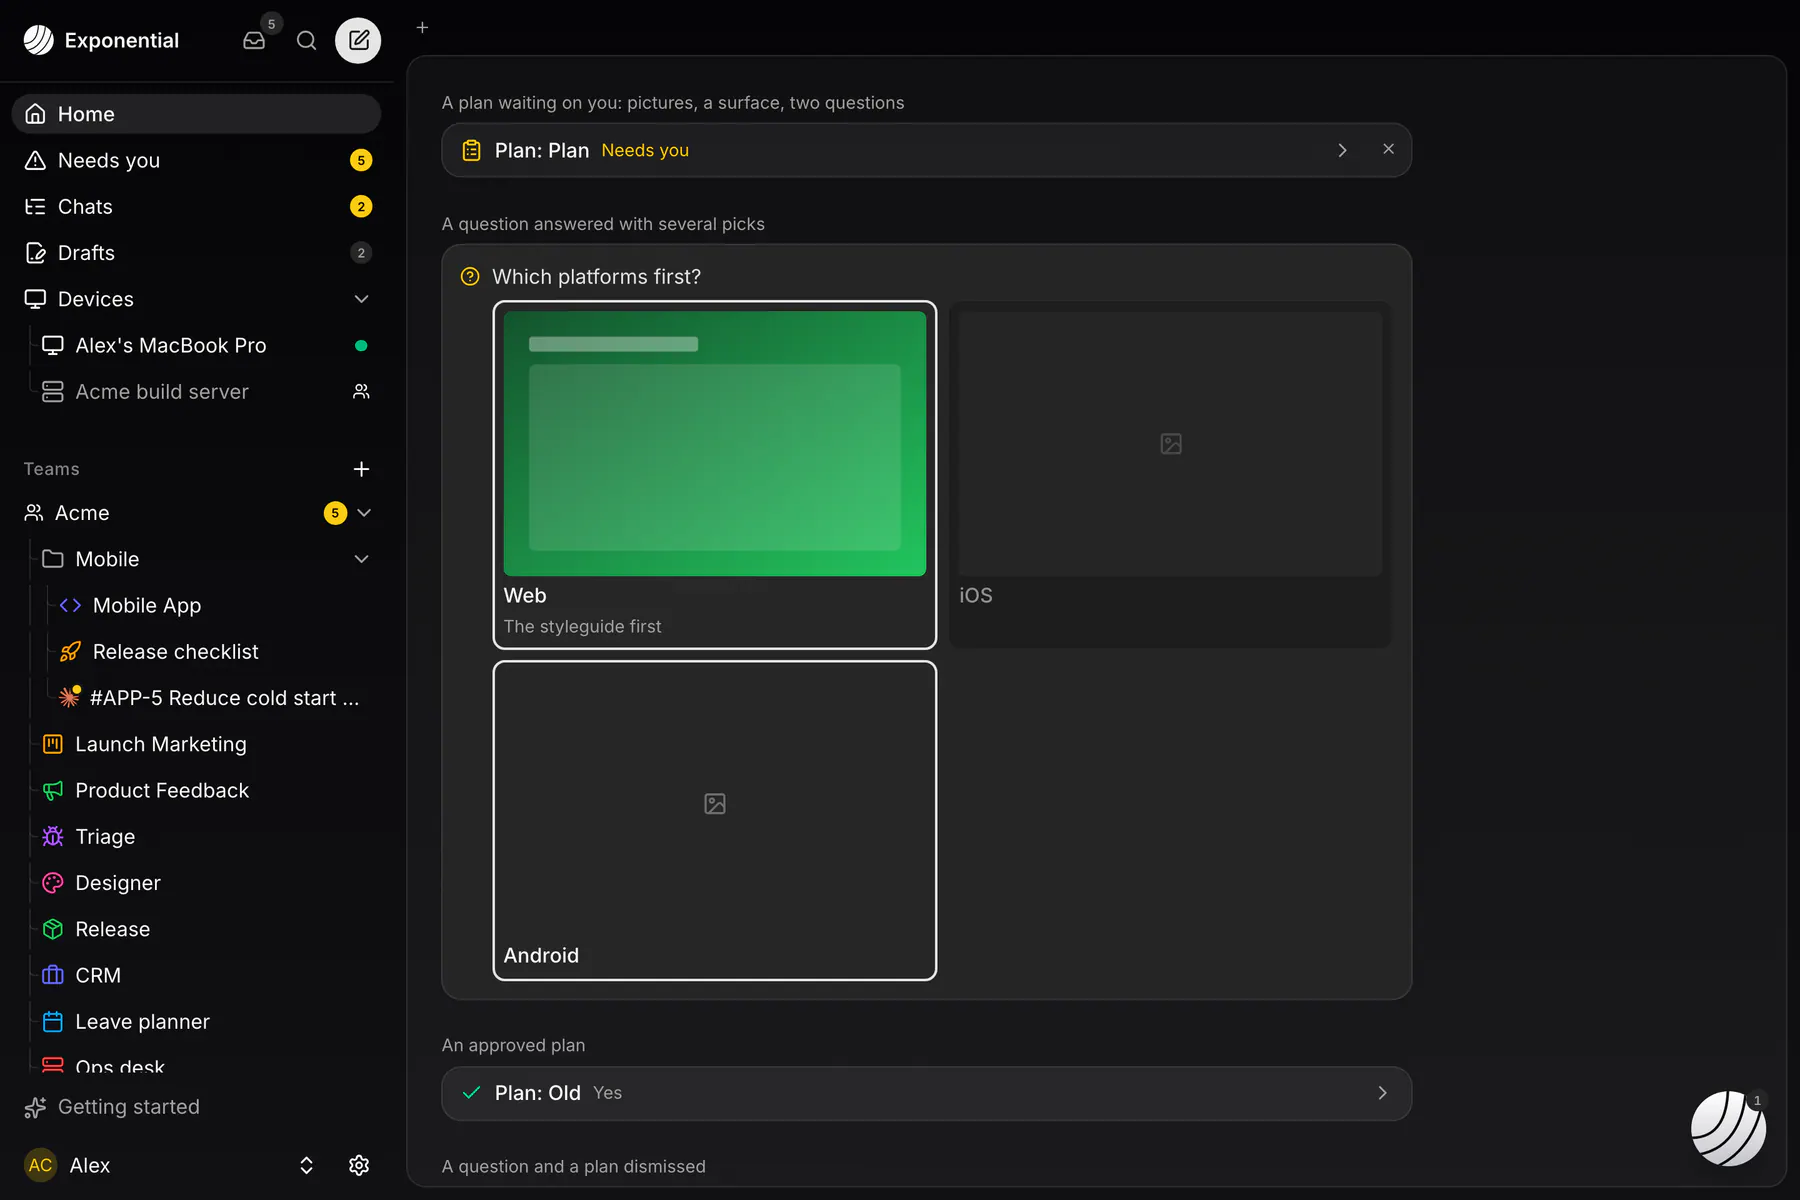 Exponential
5
Home
Needs you
5
Chats
2
Drafts
2
Devices
Alex's MacBook Pro
Acme build server
Teams
Acme
5
Mobile
Mobile App
Release checklist
#APP-5 Reduce cold start ...
Launch Marketing
Product Feedback
Triage
Designer
Release
CRM
Leave planner
Ops desk
Getting started
AC
Alex
A plan waiting on you: pictures, a surface, two questions
Plan: Plan Needs you
A question answered with several picks
Which platforms first?
Web
The styleguide first
iOS
Android
An approved plan
Plan: Old Yes
A question and a plan dismissed
1